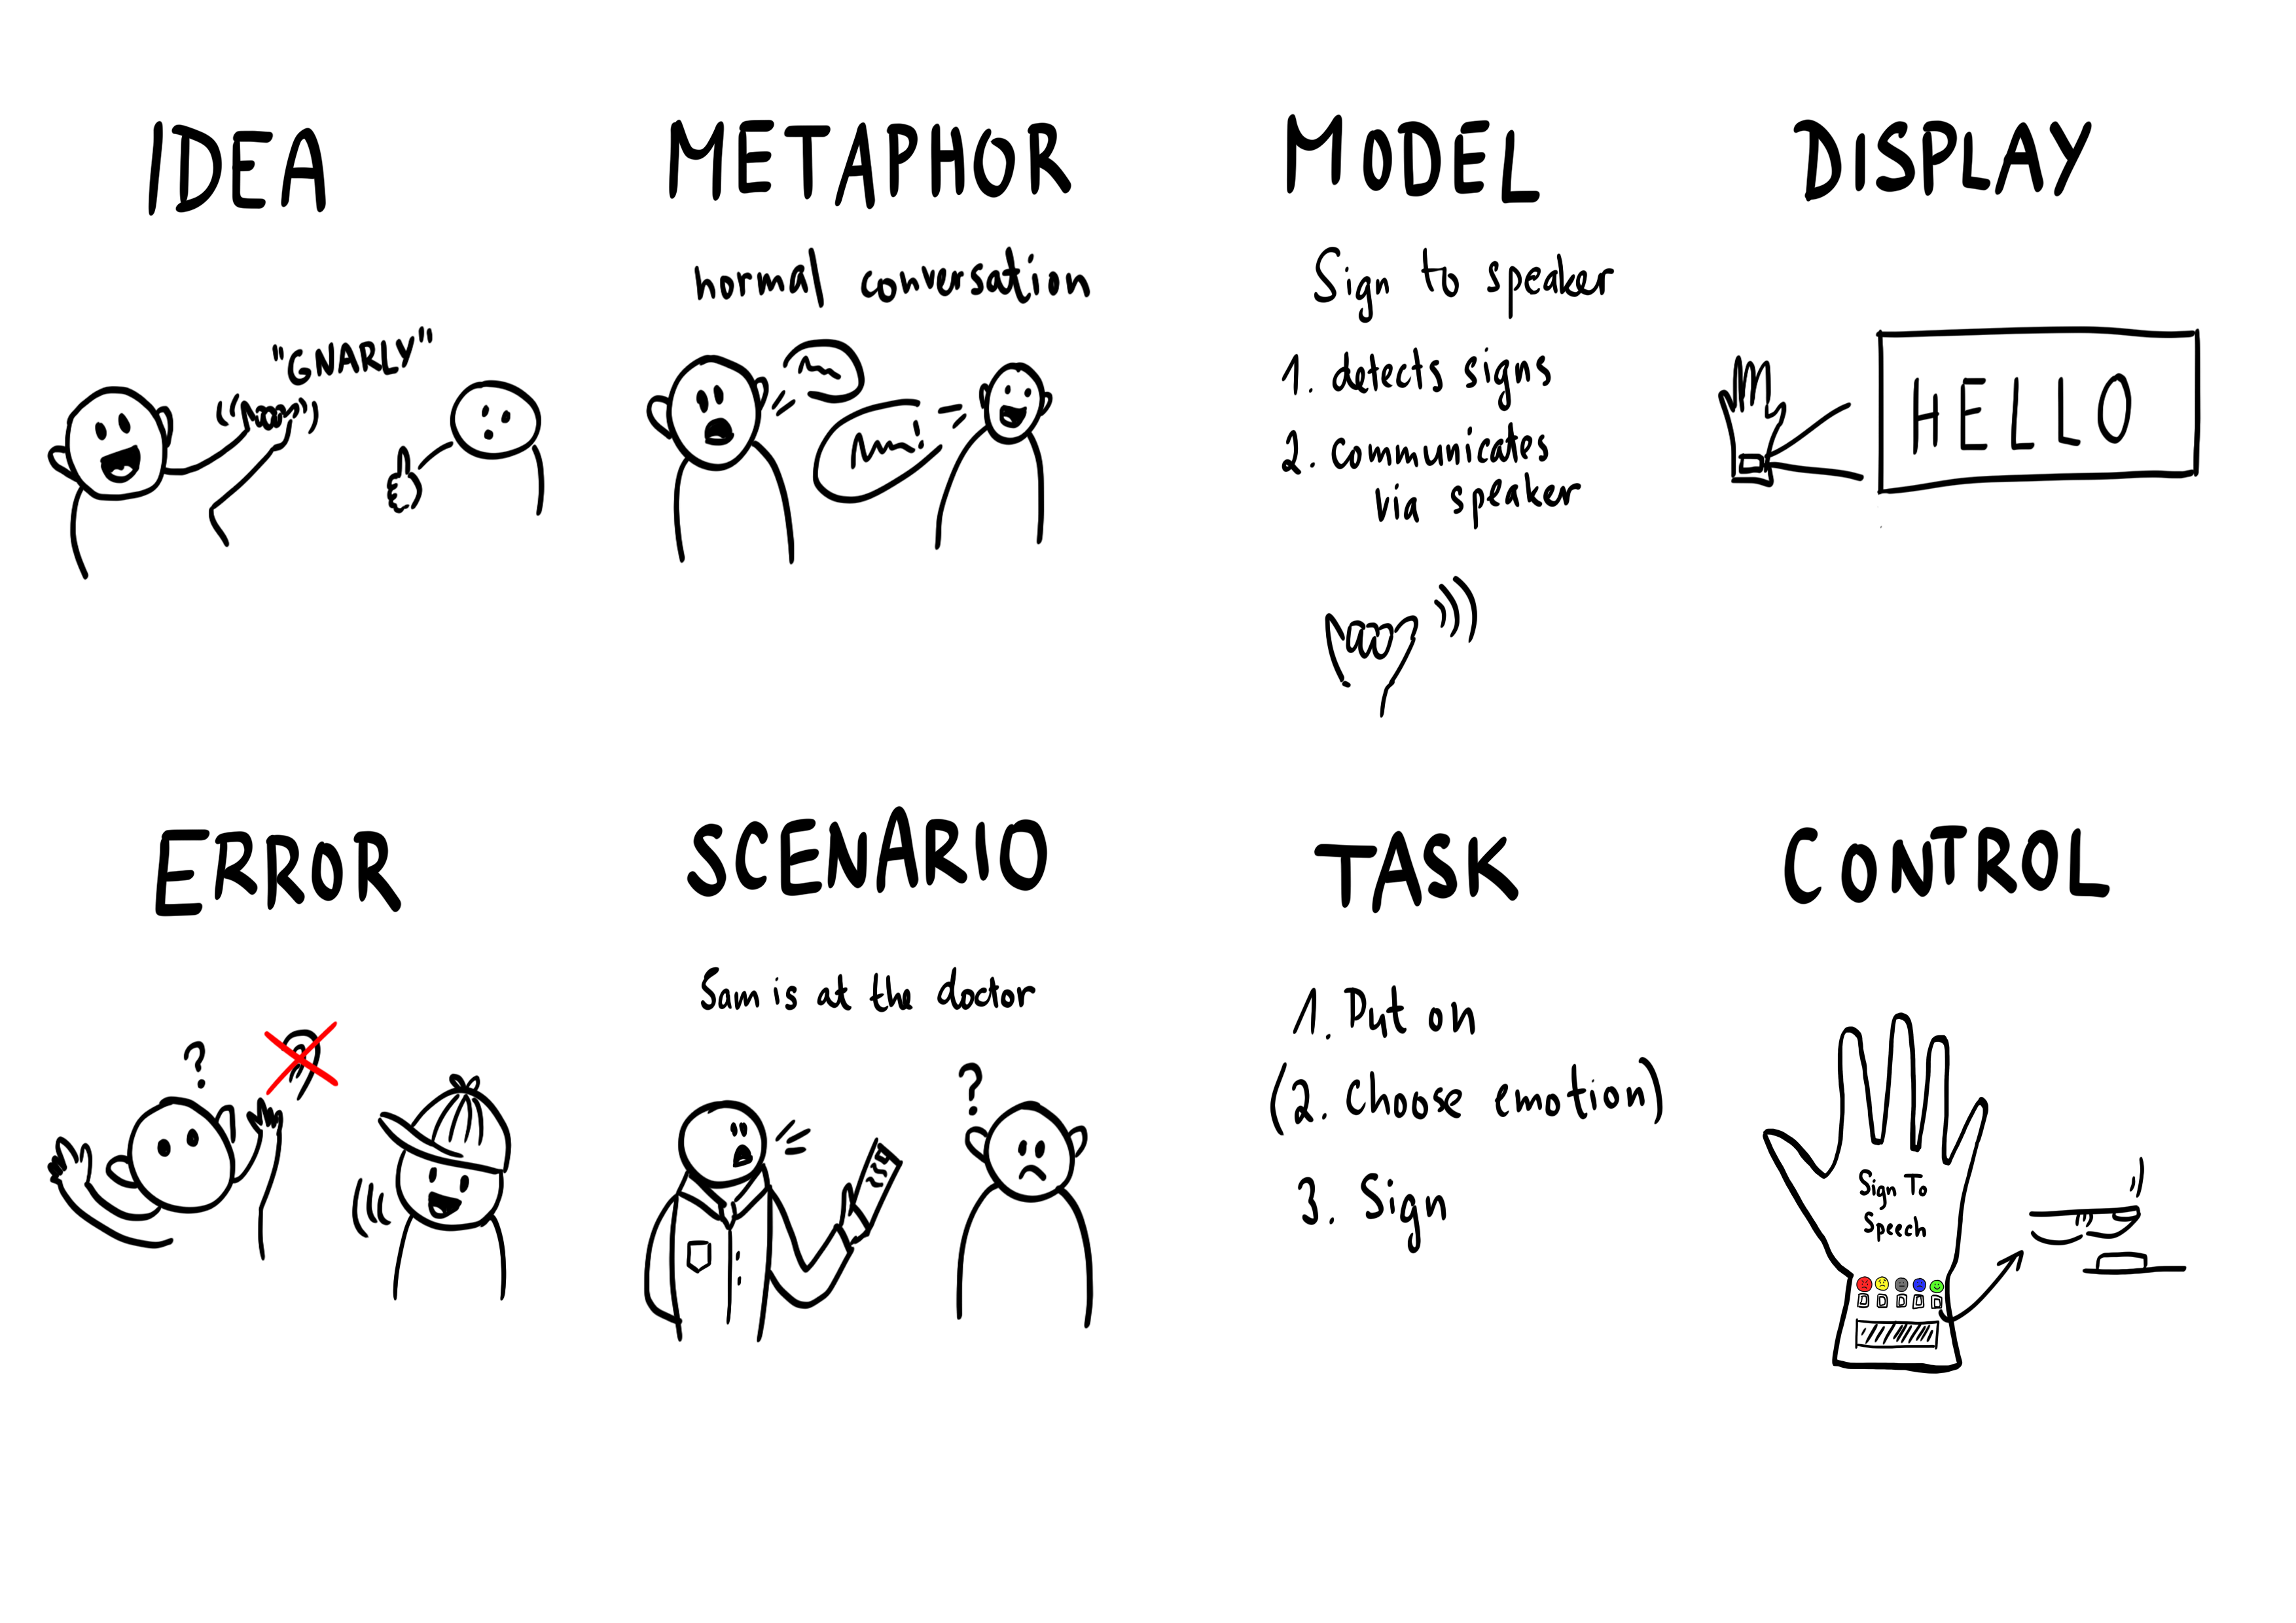 IDEA
"GNARLY"
METAPHOR
normal conversation
MODEL
Sign to speaker
1. detects signs
2. communicates
via speaker
DISPLAY
HELLO
ERROR
?
SCENARIO
Sam is at the doctor
?
TASK
1. Put on
(2. Choose emotion)
3. Sign
CONTROL
Sign To
Speech